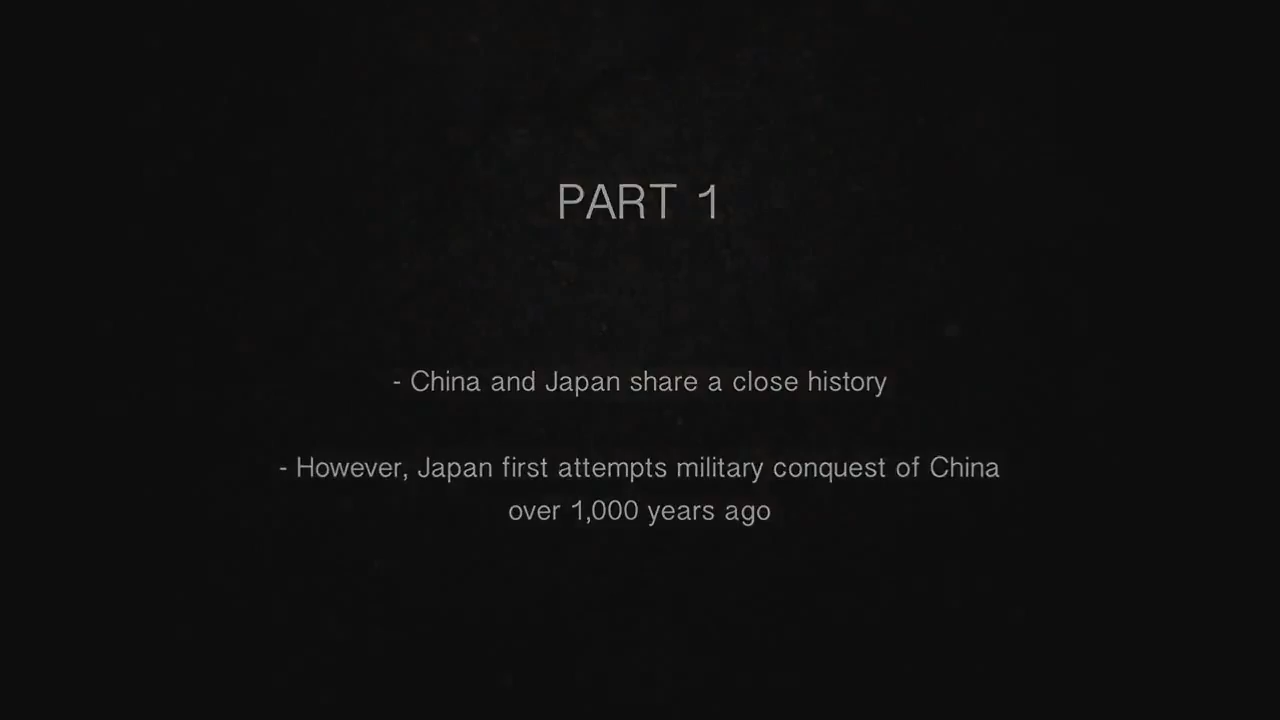 PART 1
- China and Japan share a close history
- However, Japan first attempts military conquest of China
over 1,000 years ago